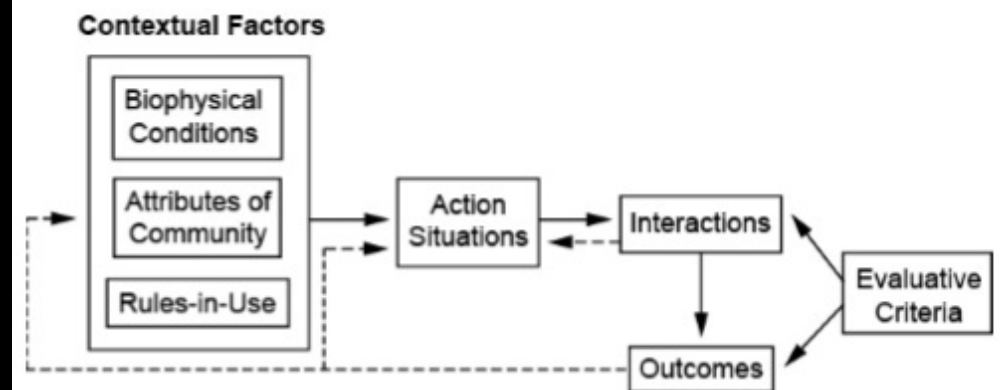 Contextual Factors
Biophysical
Conditions
Attributes of
Community
Rules-in-Use
Action
Situations
Interactions
Outcomes
Evaluative
Criteria